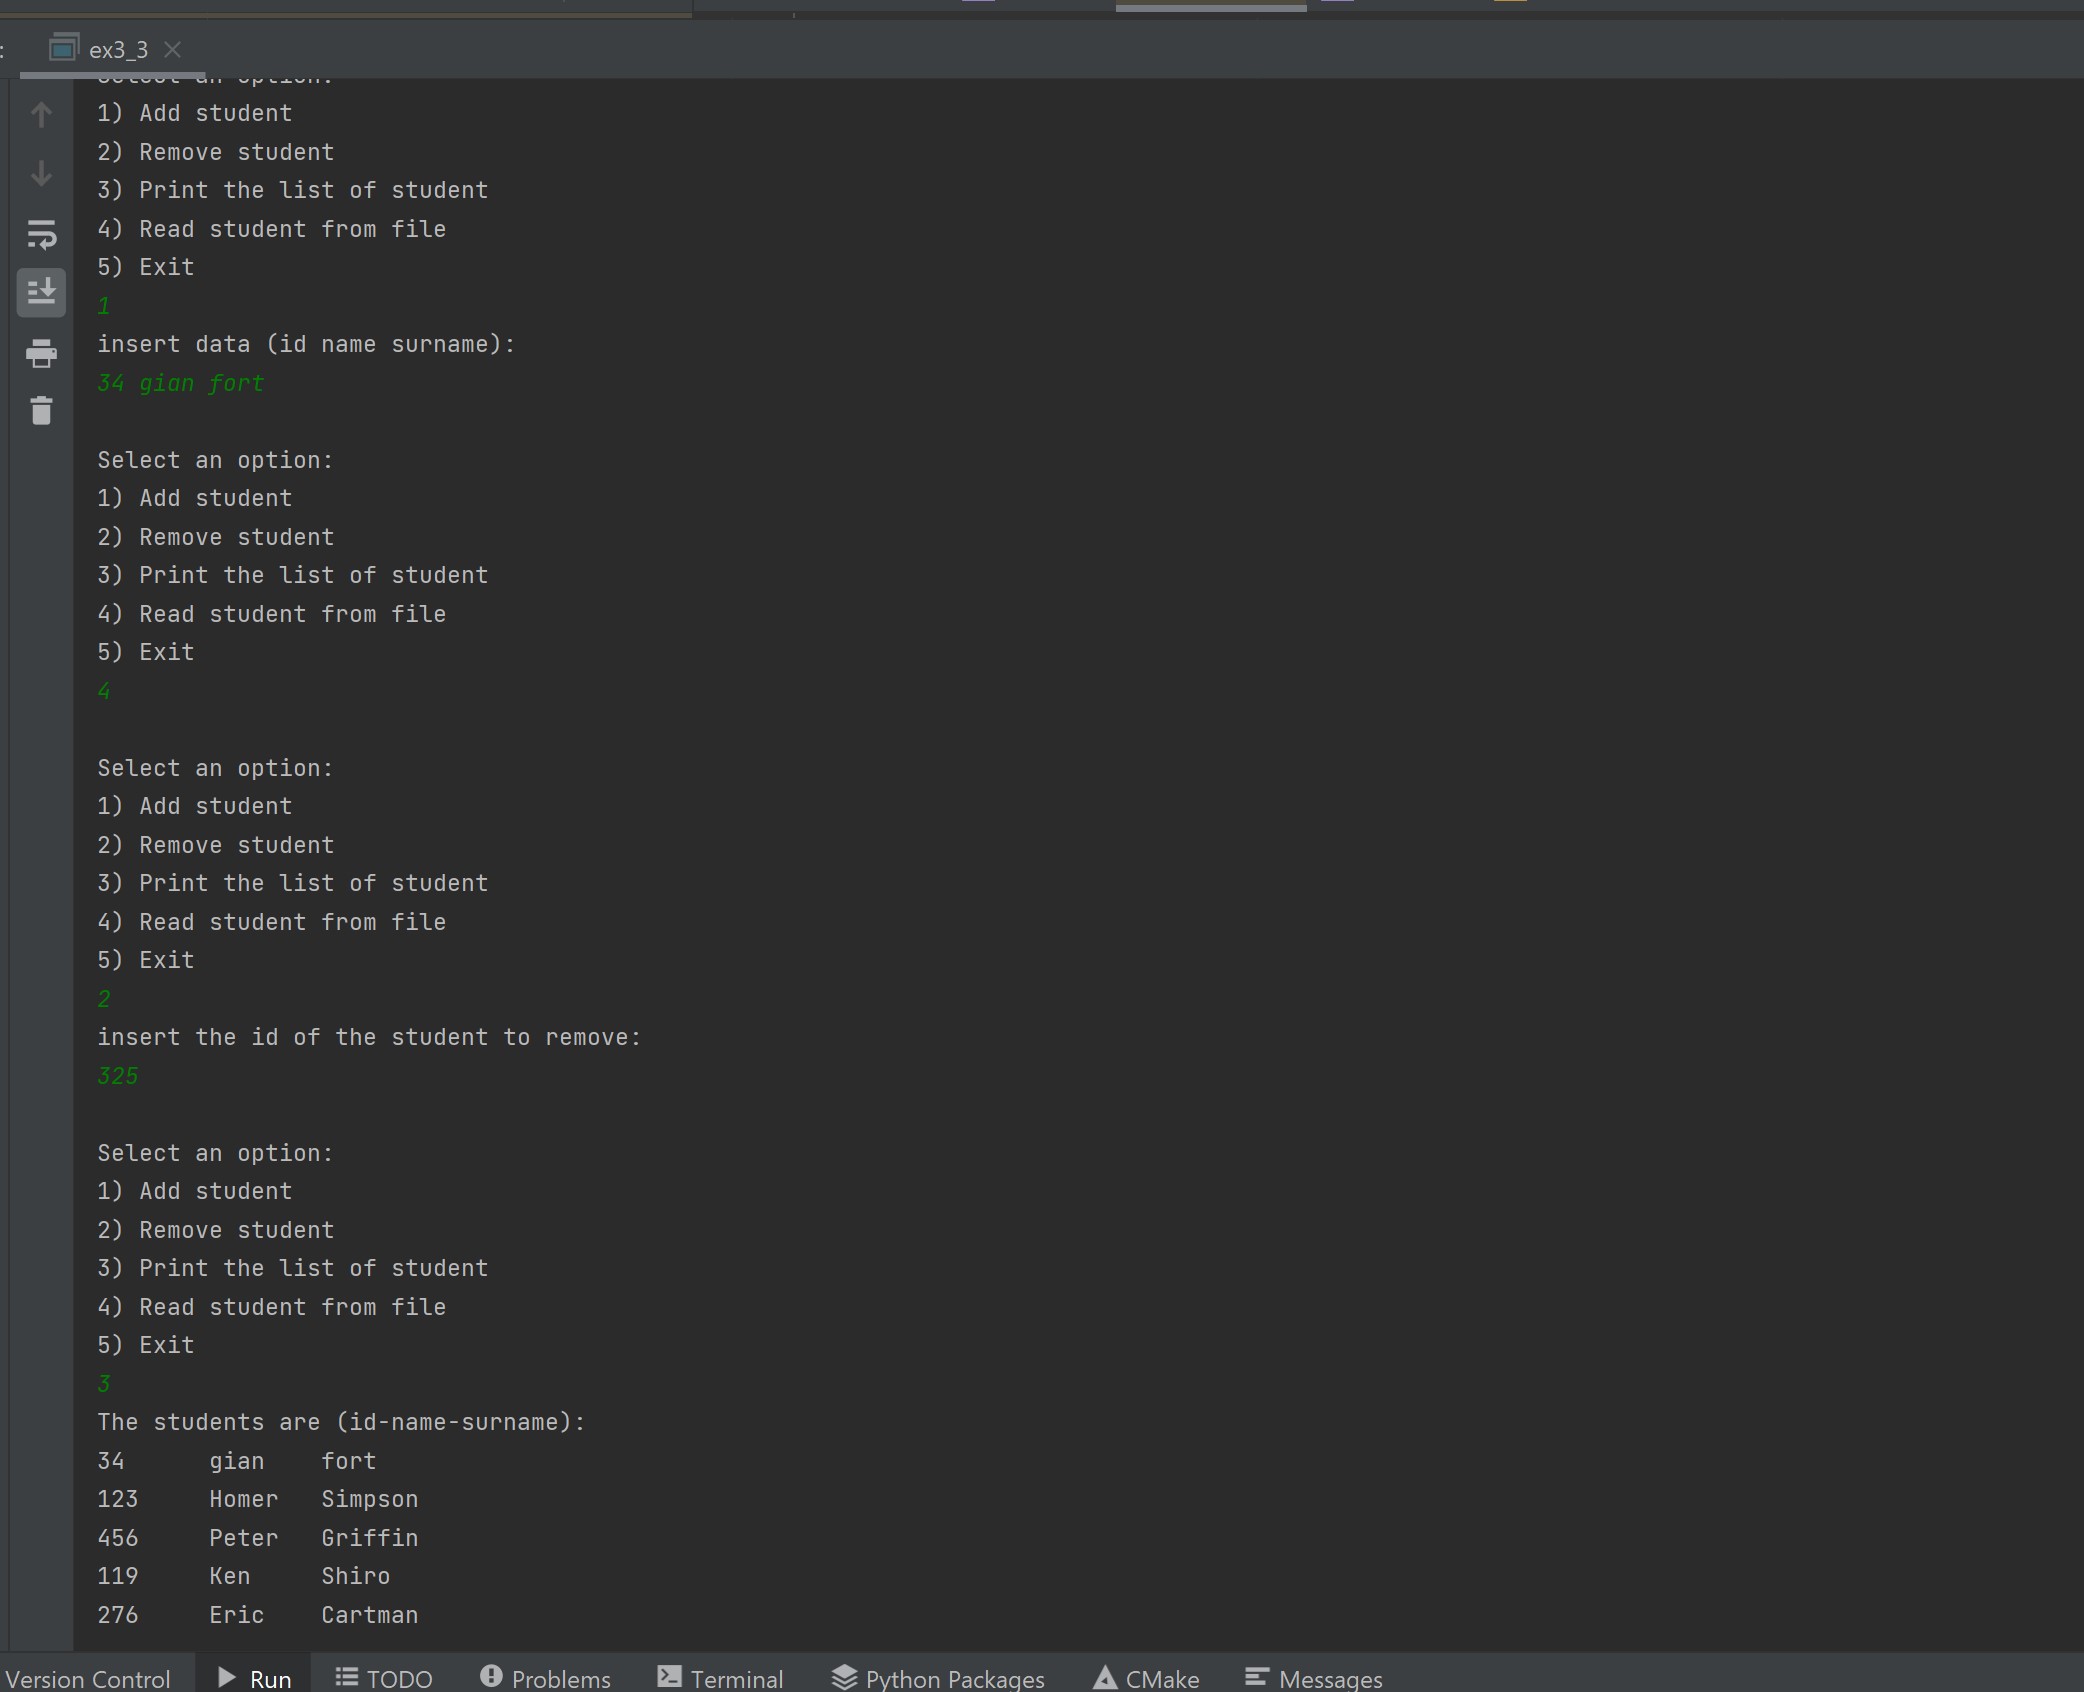 : ex3_3
Select an option:
1) Add student
2) Remove student
3) Print the list of student
4) Read student from file
5) Exit
1
insert data (id name surname):
34 gian fort
Select an option:
1) Add student
2) Remove student
3) Print the list of student
4) Read student from file
5) Exit
4
Select an option:
1) Add student
2) Remove student
3) Print the list of student
4) Read student from file
5) Exit
2
insert the id of the student to remove:
325
Select an option:
1) Add student
2) Remove student
3) Print the list of student
4) Read student from file
5) Exit
3
The students are (id-name-surname):
34 gian fort
123 Homer Simpson
456 Peter Griffin
119 Ken Shiro
276 Eric Cartman
Version Control Run TODO Problems Terminal Python Packages CMake Messages